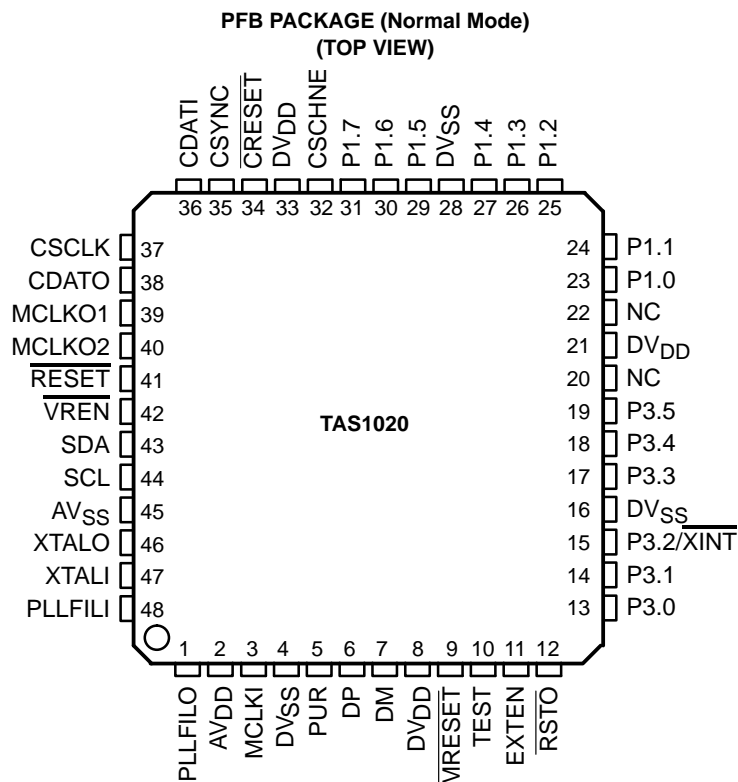 PFB PACKAGE (Normal Mode)
(TOP VIEW)
CDATI
CSYNC
CRESET
DVDD
CSCHNE
P1.7
P1.6
P1.5
DVSS
P1.4
P1.3
P1.2
36 35 34 33 32 31 30 29 28 27 26 25
CSCLK 37
CDATO 38
MCLKO1 39
MCLKO2 40
RESET 41
VREN 42
SDA 43
SCL 44
AVSS 45
XTALO 46
XTALI 47
PLLFILI 48
TAS1020
24 P1.1
23 P1.0
22 NC
21 DVDD
20 NC
19 P3.5
18 P3.4
17 P3.3
16 DVSS
15 P3.2/XINT
14 P3.1
13 P3.0
1 2 3 4 5 6 7 8 9 10 11 12
PLLFILO
AVDD
MCLKI
DVSS
PUR
DP
DM
DVDD
MRESET
TEST
EXTEN
RSTO